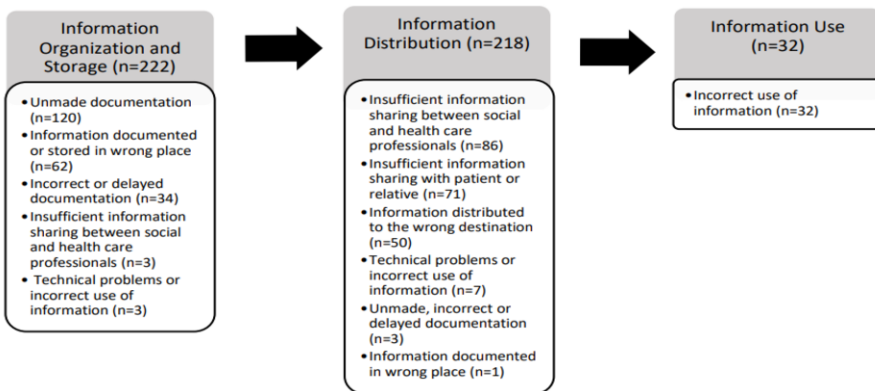 Information
Organization and
Storage (n=222)
•Unmade documentation
(n=120)
•Information documented
or stored in wrong place
(n=62)
•Incorrect or delayed
documentation (n=34)
•Insufficient information
sharing between social
and health care
professionals (n=3)
• Technical problems or
incorrect use of
information (n=3)
Information
Distribution (n=218)
•Insufficient information
sharing between social
and health care
professionals (n=86)
•Insufficient information
sharing with patient or
relative (n=71)
•Information distributed
to the wrong destination
(n=50)
•Technical problems or
incorrect use of
information (n=7)
•Unmade, incorrect or
delayed documentation
(n=3)
•Information documented
in wrong place (n=1)
Information Use
(n=32)
•Incorrect use of
information (n=32)